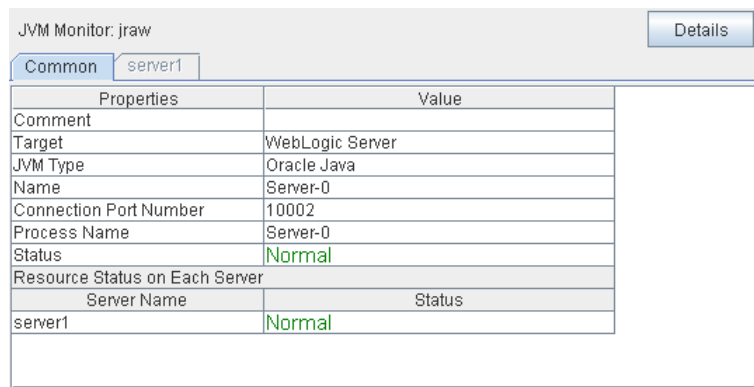 JVM Monitor: jraw
Details
Common server1
Properties Value
Comment
Target WebLogic Server
JVM Type Oracle Java
Name Server-0
Connection Port Number 10002
Process Name Server-0
Status Normal
Resource Status on Each Server
Server Name Status
server1 Normal